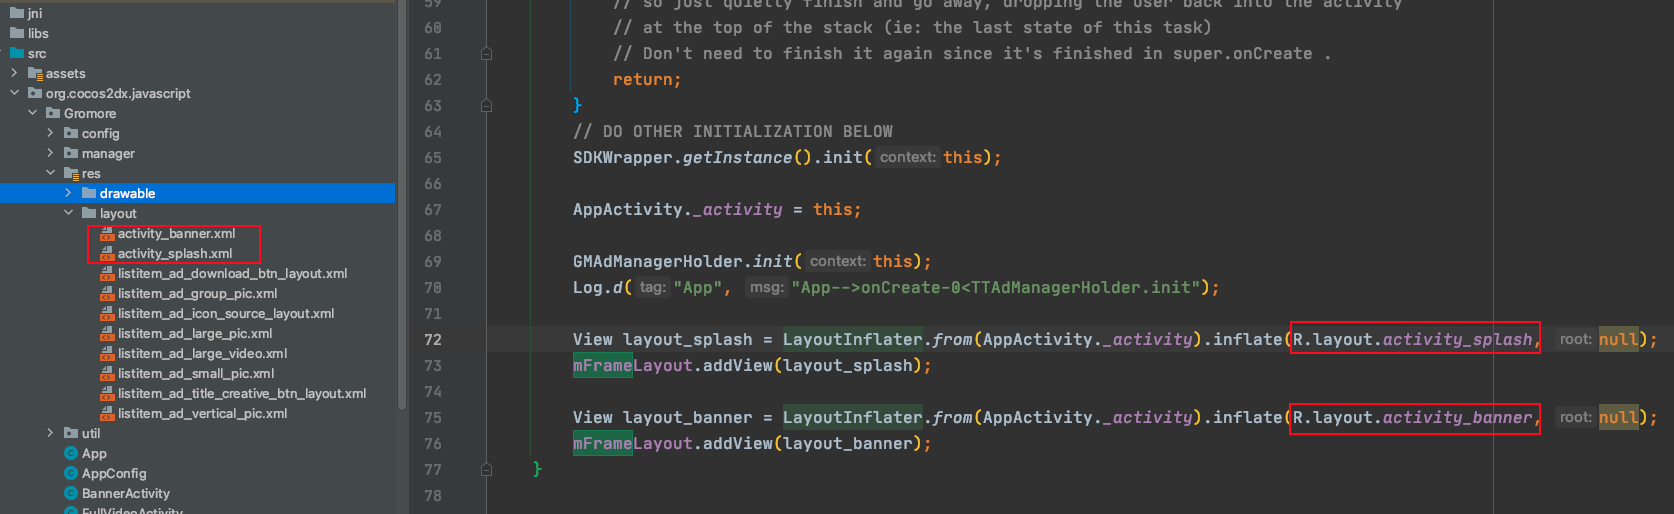 jni
libs
src
assets
org.cocos2dx.javascript
Gromore
config
manager
res
drawable
layout
activity_banner.xml
activity_splash.xml
listitem_ad_download_btn_layout.xml
listitem_ad_group_pic.xml
listitem_ad_icon_source_layout.xml
listitem_ad_large_pic.xml
listitem_ad_large_video.xml
listitem_ad_small_pic.xml
listitem_ad_title_creative_btn_layout.xml
listitem_ad_vertical_pic.xml
util
App
AppConfig
BannerActivity
FullVideoActivity
59 // so just quietly finish and go away, dropping the user back into the activity
60 // at the top of the stack (ie: the last state of this task)
61 // Don't need to finish it again since it's finished in super.onCreate .
62 return;
63 }
64 // DO OTHER INITIALIZATION BELOW
65 SDKWrapper.getInstance().init( context: this);
66
67 AppActivity._activity = this;
68
69 GMAdManagerHolder.init( context: this);
70 Log.d( tag: "App", msg: "App-->onCreate-0<TTAdManagerHolder.init");
71
72 View layout_splash = LayoutInflater.from(AppActivity._activity).inflate(R.layout.activity_splash, root: null);
73 mFrameLayout.addView(layout_splash);
74
75 View layout_banner = LayoutInflater.from(AppActivity._activity).inflate(R.layout.activity_banner, root: null);
76 mFrameLayout.addView(layout_banner);
77 }
78